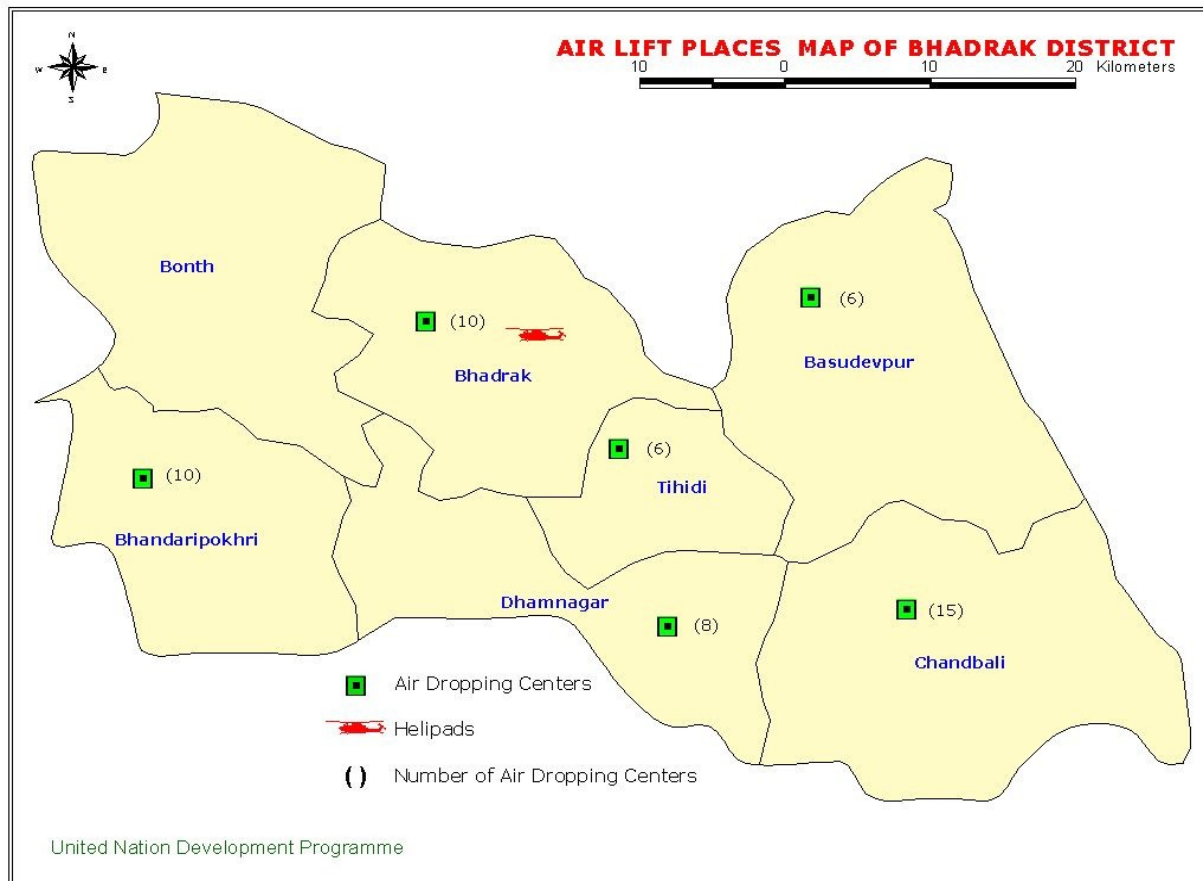 AIR LIFT PLACES MAP OF BHADRAK DISTRICT
10 0 10 20 Kilometers
N
W E
S
Bonth
(10)
Bhadrak
(6)
Basudevpur
(10)
Bhandaripokhri
(6)
Tihidi
Dhamnagar
(8)
(15)
Chandbali
Air Dropping Centers
Helipads
( ) Number of Air Dropping Centers
United Nation Development Programme